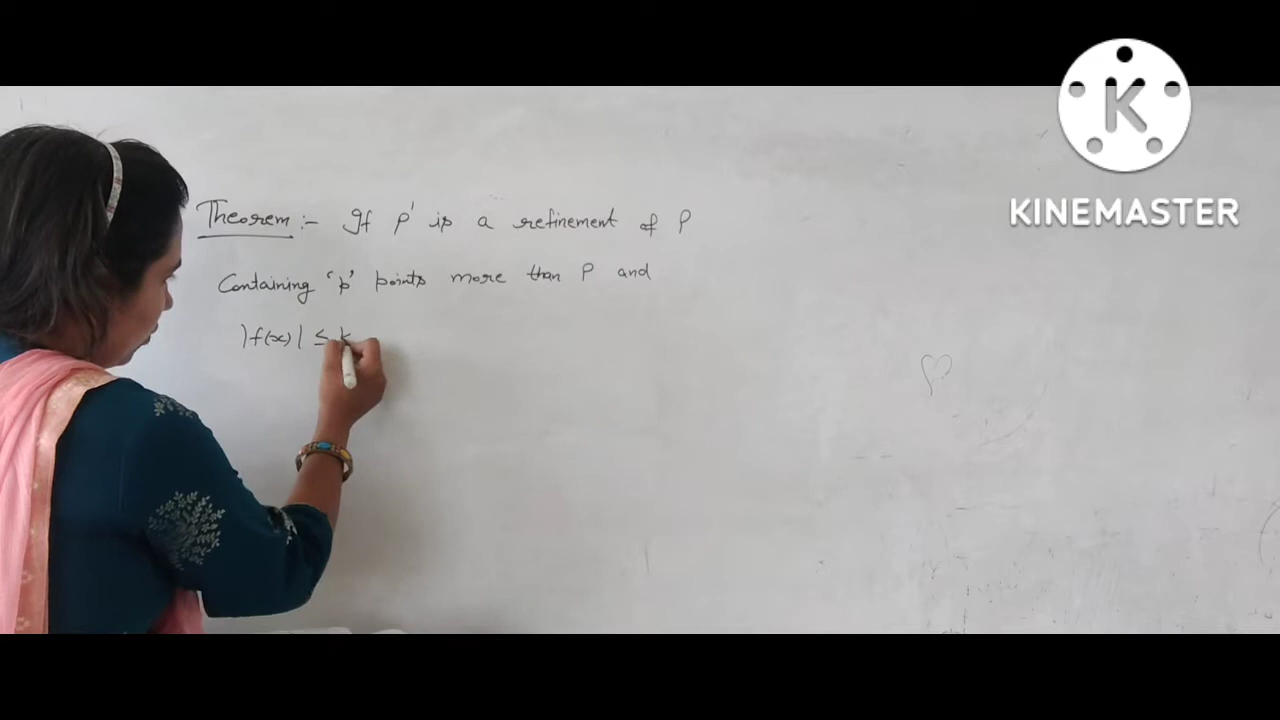 Theorem :- If P' is a refinement of P
Containing 'p' points more than P and
|f(x)| ≤ k
KINEMASTER